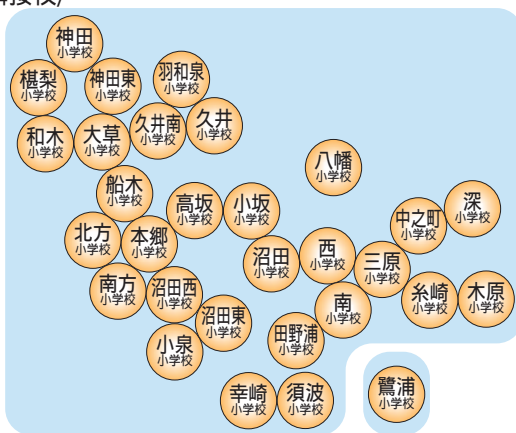 神田
小学校
椹梨
小学校
神田東
小学校
羽和泉
小学校
和木
小学校
大草
小学校
久井南
小学校
久井
小学校
八幡
小学校
船木
小学校
高坂
小学校
小坂
小学校
中之町
小学校
深
小学校
北方
小学校
本郷
小学校
沼田
小学校
西
小学校
三原
小学校
南方
小学校
沼田西
小学校
糸崎
小学校
木原
小学校
南
小学校
沼田東
小学校
田野浦
小学校
小泉
小学校
幸崎
小学校
須波
小学校
鷺浦
小学校